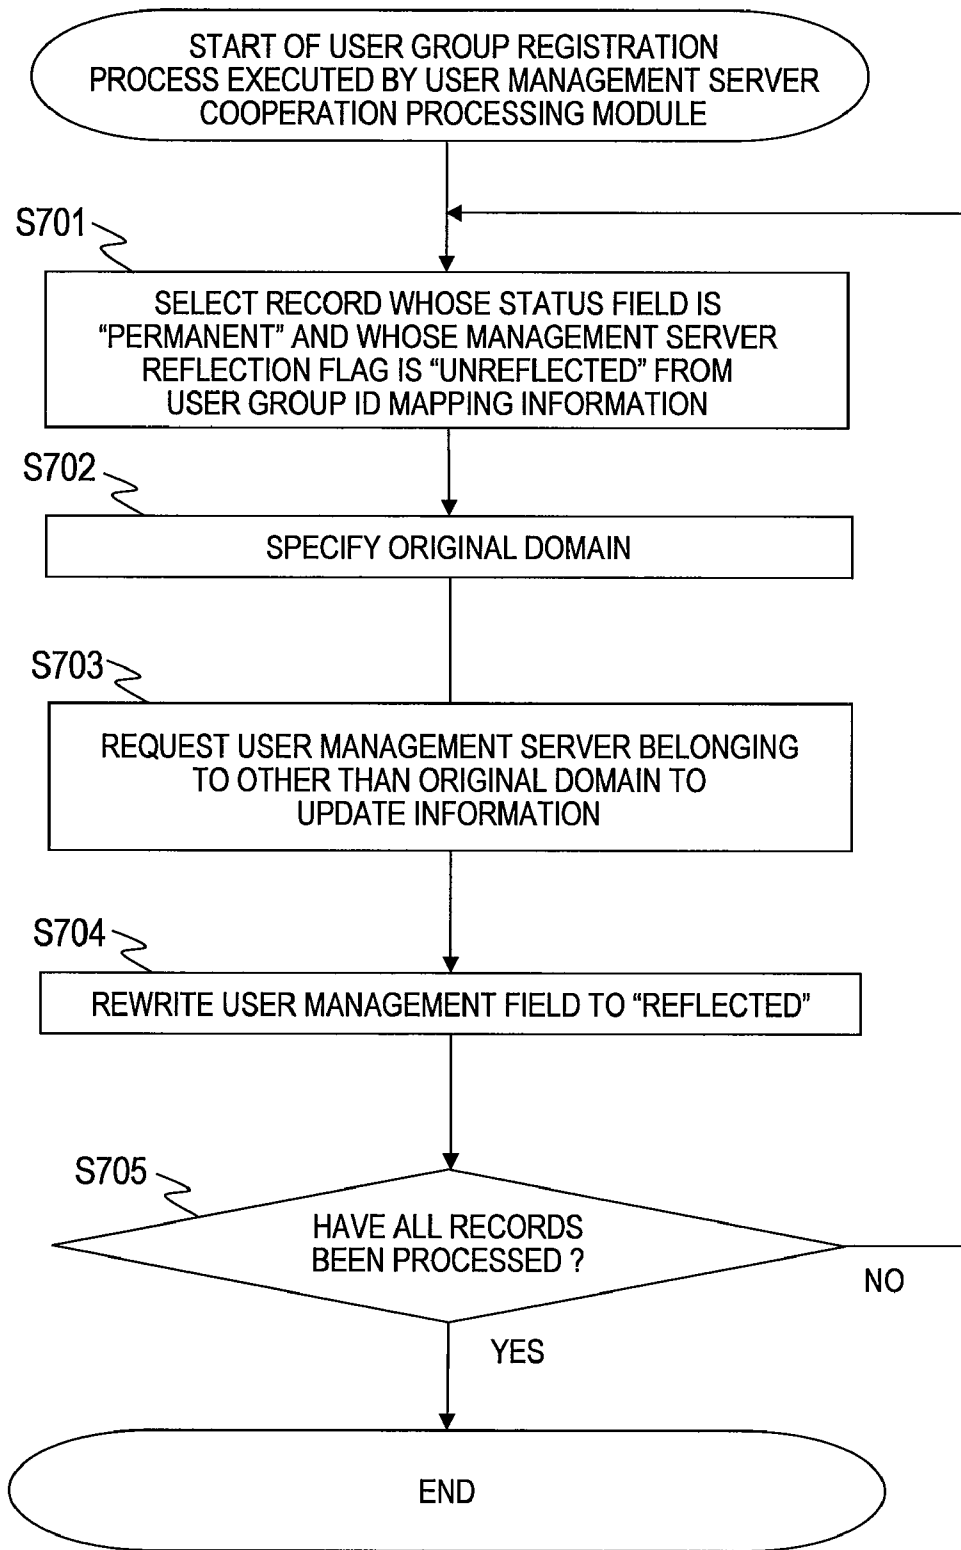 START OF USER GROUP REGISTRATION
PROCESS EXECUTED BY USER MANAGEMENT SERVER
COOPERATION PROCESSING MODULE
S701
SELECT RECORD WHOSE STATUS FIELD IS
“PERMANENT” AND WHOSE MANAGEMENT SERVER
REFLECTION FLAG IS “UNREFLECTED” FROM
USER GROUP ID MAPPING INFORMATION
S702
SPECIFY ORIGINAL DOMAIN
S703
REQUEST USER MANAGEMENT SERVER BELONGING
TO OTHER THAN ORIGINAL DOMAIN TO
UPDATE INFORMATION
S704
REWRITE USER MANAGEMENT FIELD TO “REFLECTED”
S705
HAVE ALL RECORDS
BEEN PROCESSED ?
NO
YES
END